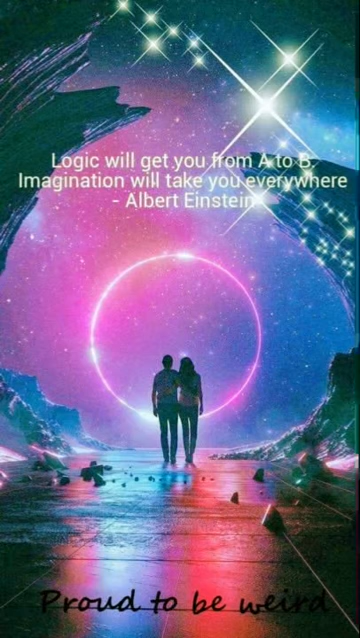 Logic will get you from A to B.
Imagination will take you everywhere
- Albert Einstein
Proud to be weird